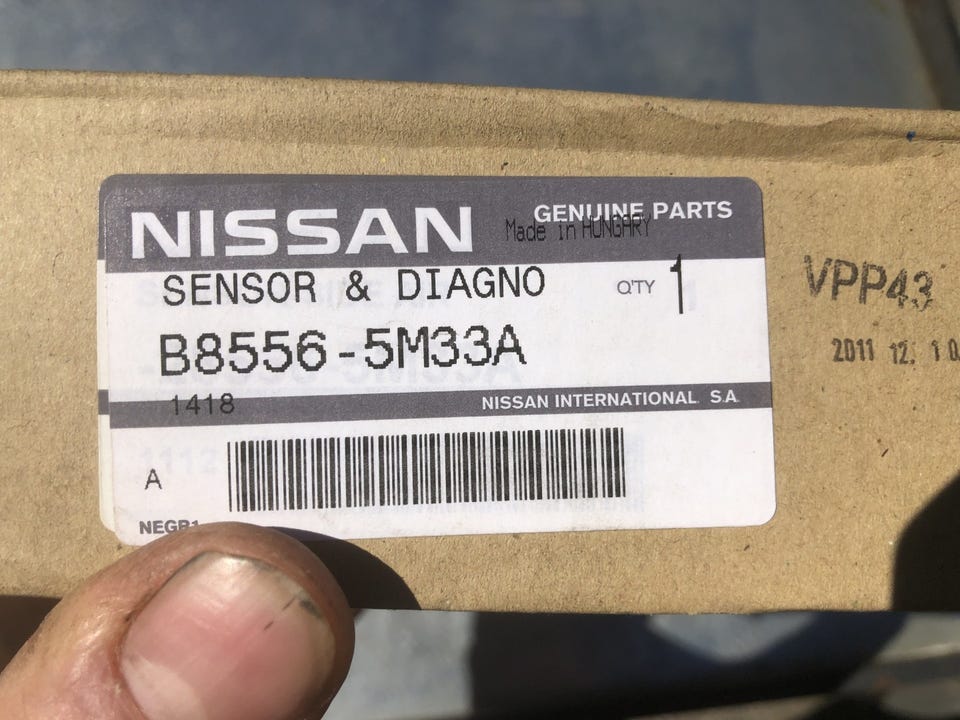 NISSAN
GENUINE PARTS
Made in HUNGARY
SENSOR & DIAGNO
Q'TY 1
B8556-5M33A
1418
NISSAN INTERNATIONAL S.A.
A
VPP43
2011 12. 10